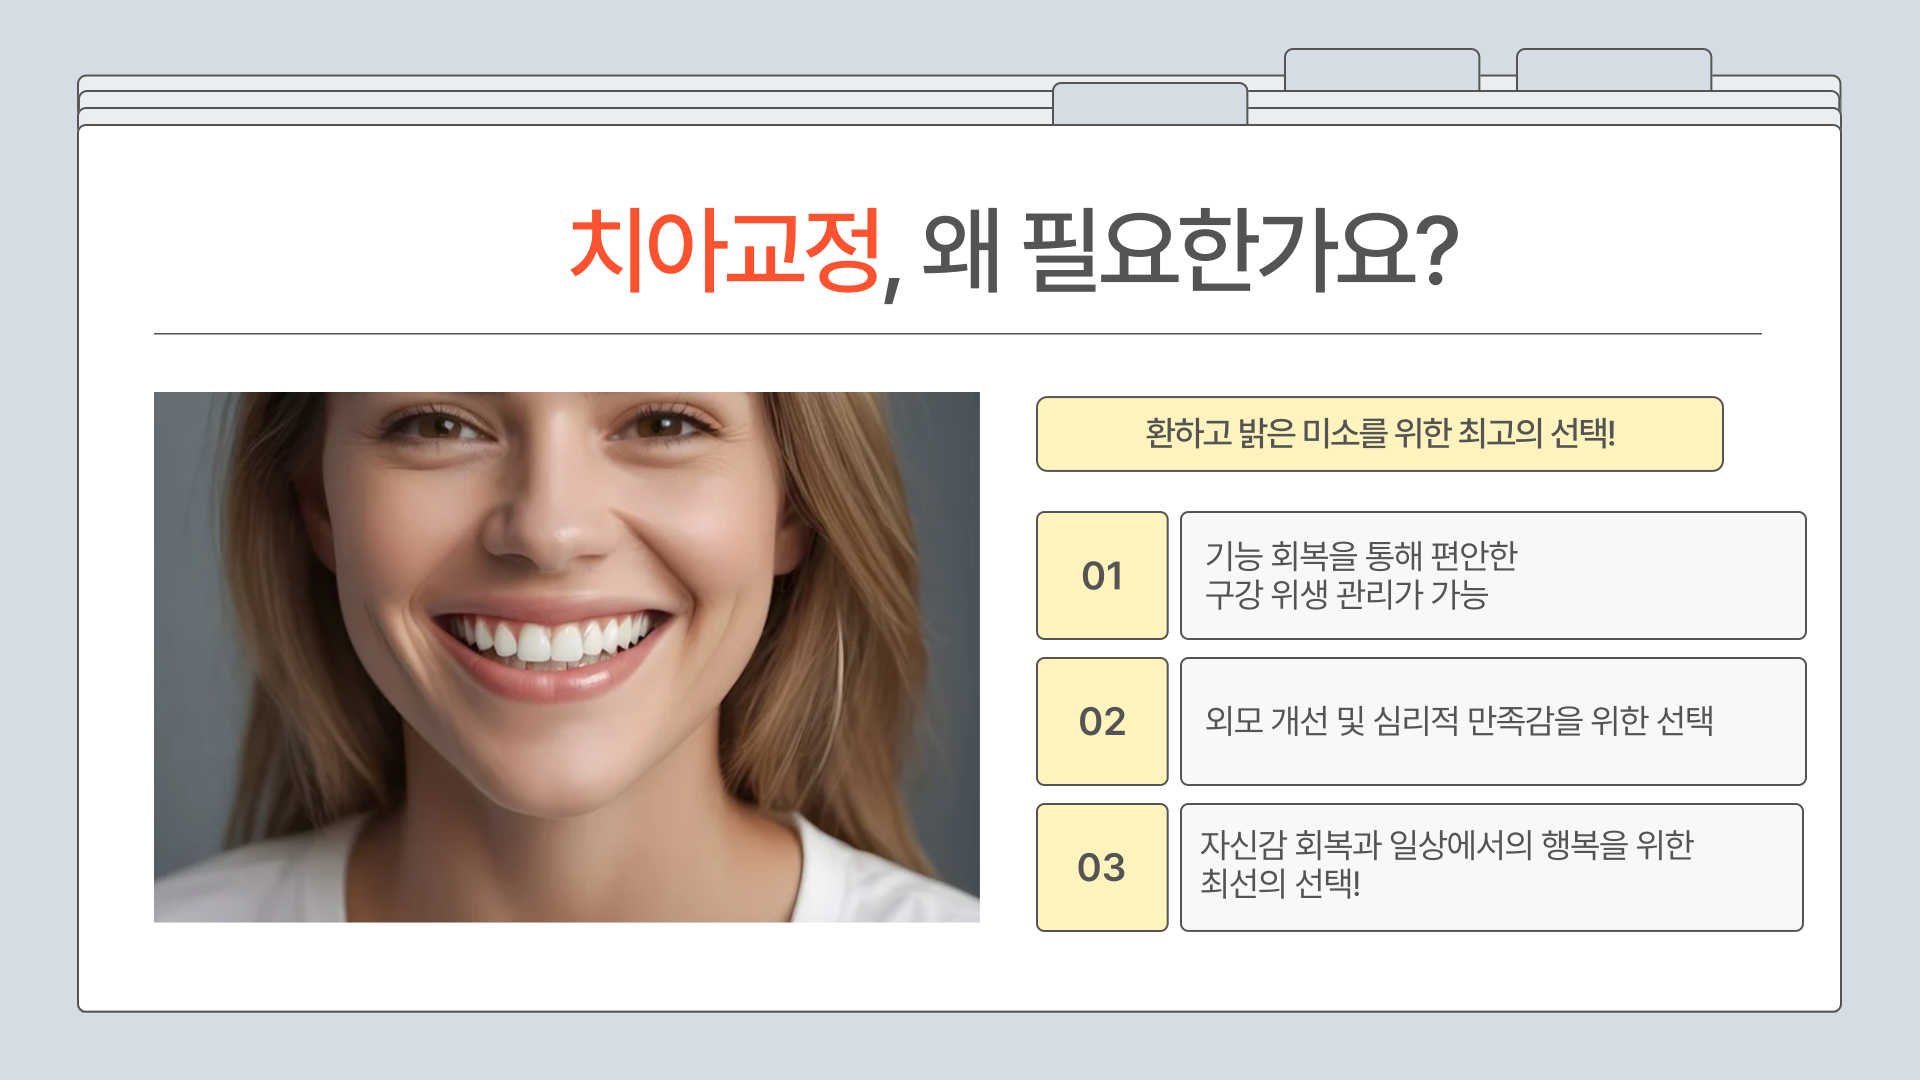 치아교정, 왜 필요한가요?
환하고 밝은 미소를 위한 최고의 선택!
01
기능 회복을 통해 편안한
구강 위생 관리가 가능
02
외모 개선 및 심리적 만족감을 위한 선택
03
자신감 회복과 일상에서의 행복을 위한
최선의 선택!